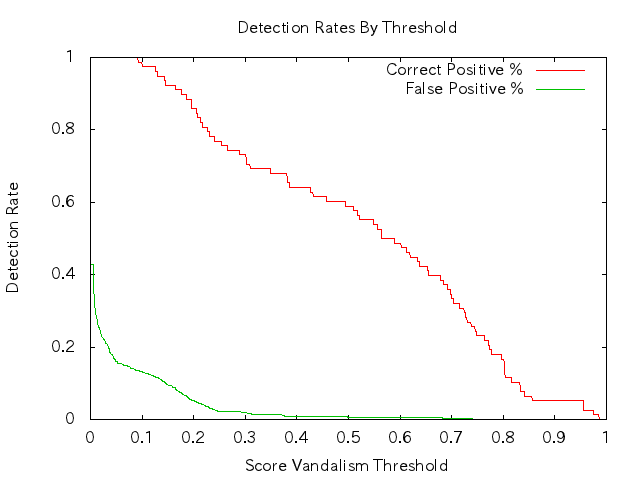 Detection Rates By Threshold
Correct Positive %
False Positive %
Detection Rate
1
0.8
0.6
0.4
0.2
0
0 0.1 0.2 0.3 0.4 0.5 0.6 0.7 0.8 0.9 1
Score Vandalism Threshold